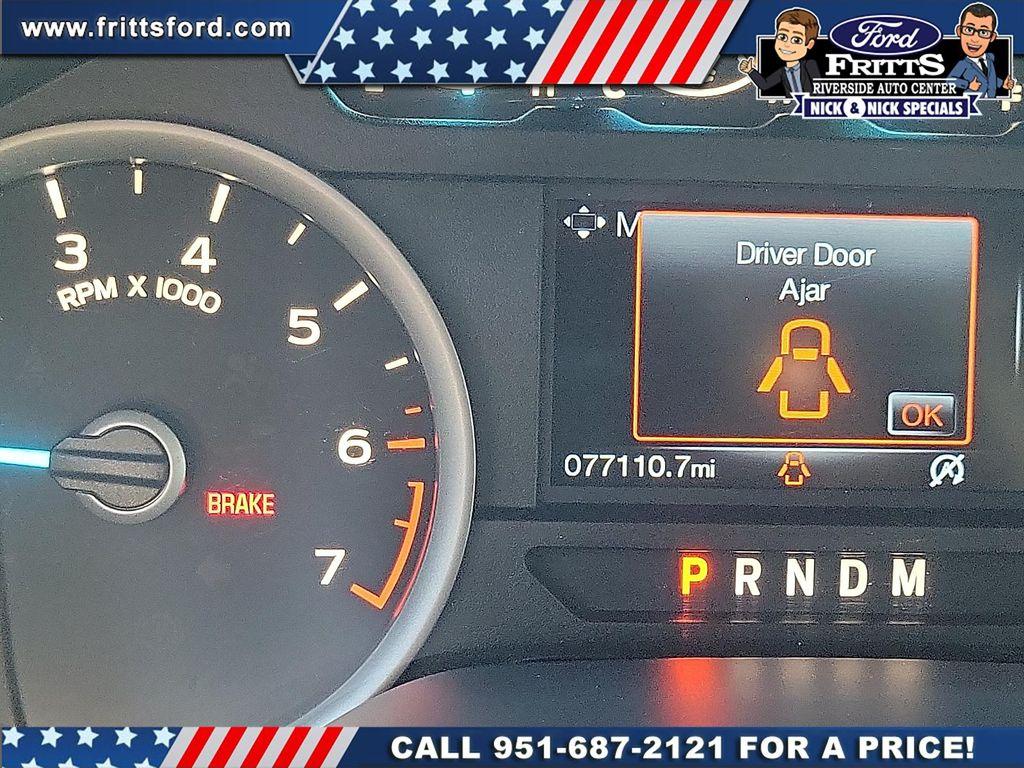 www.frittsford.com
Ford
FRITTS
RIVERSIDE AUTO CENTER
NICK & NICK SPECIALS
3
4
RPM X 1000
5
6
7
BRAKE
M
Driver Door
Ajar
OK
077110.7mi
P R N D M
CALL 951-687-2121 FOR A PRICE!